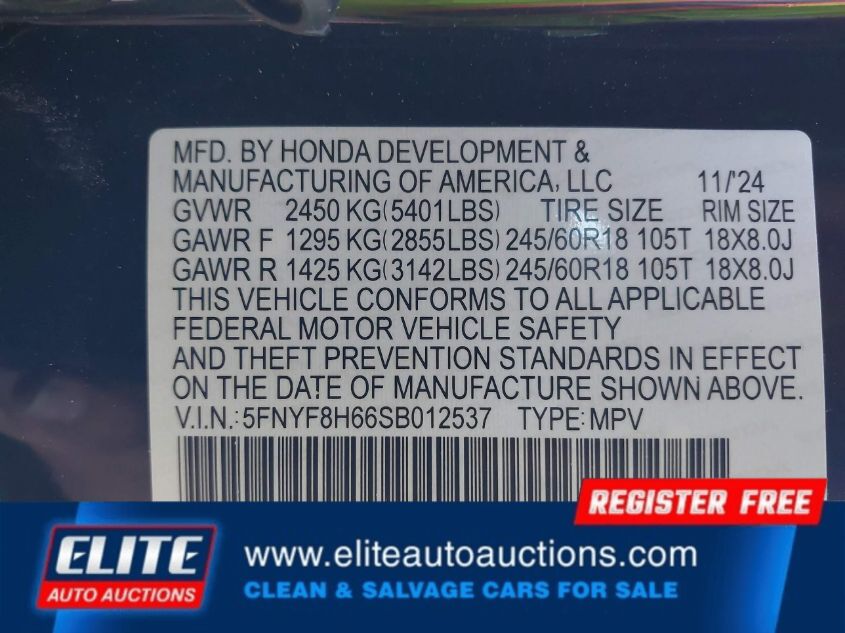 MFD. BY HONDA DEVELOPMENT &
MANUFACTURING OF AMERICA, LLC 11/'24
GVWR 2450 KG(5401LBS) TIRE SIZE RIM SIZE
GAWR F 1295 KG(2855LBS) 245/60R18 105T 18X8.0J
GAWR R 1425 KG(3142LBS) 245/60R18 105T 18X8.0J
THIS VEHICLE CONFORMS TO ALL APPLICABLE
FEDERAL MOTOR VEHICLE SAFETY
AND THEFT PREVENTION STANDARDS IN EFFECT
ON THE DATE OF MANUFACTURE SHOWN ABOVE.
V.I.N.:5FNYF8H66SB012537 TYPE:MPV
REGISTER FREE
ELITE
AUTO AUCTIONS
www.eliteautoauctions.com
CLEAN & SALVAGE CARS FOR SALE